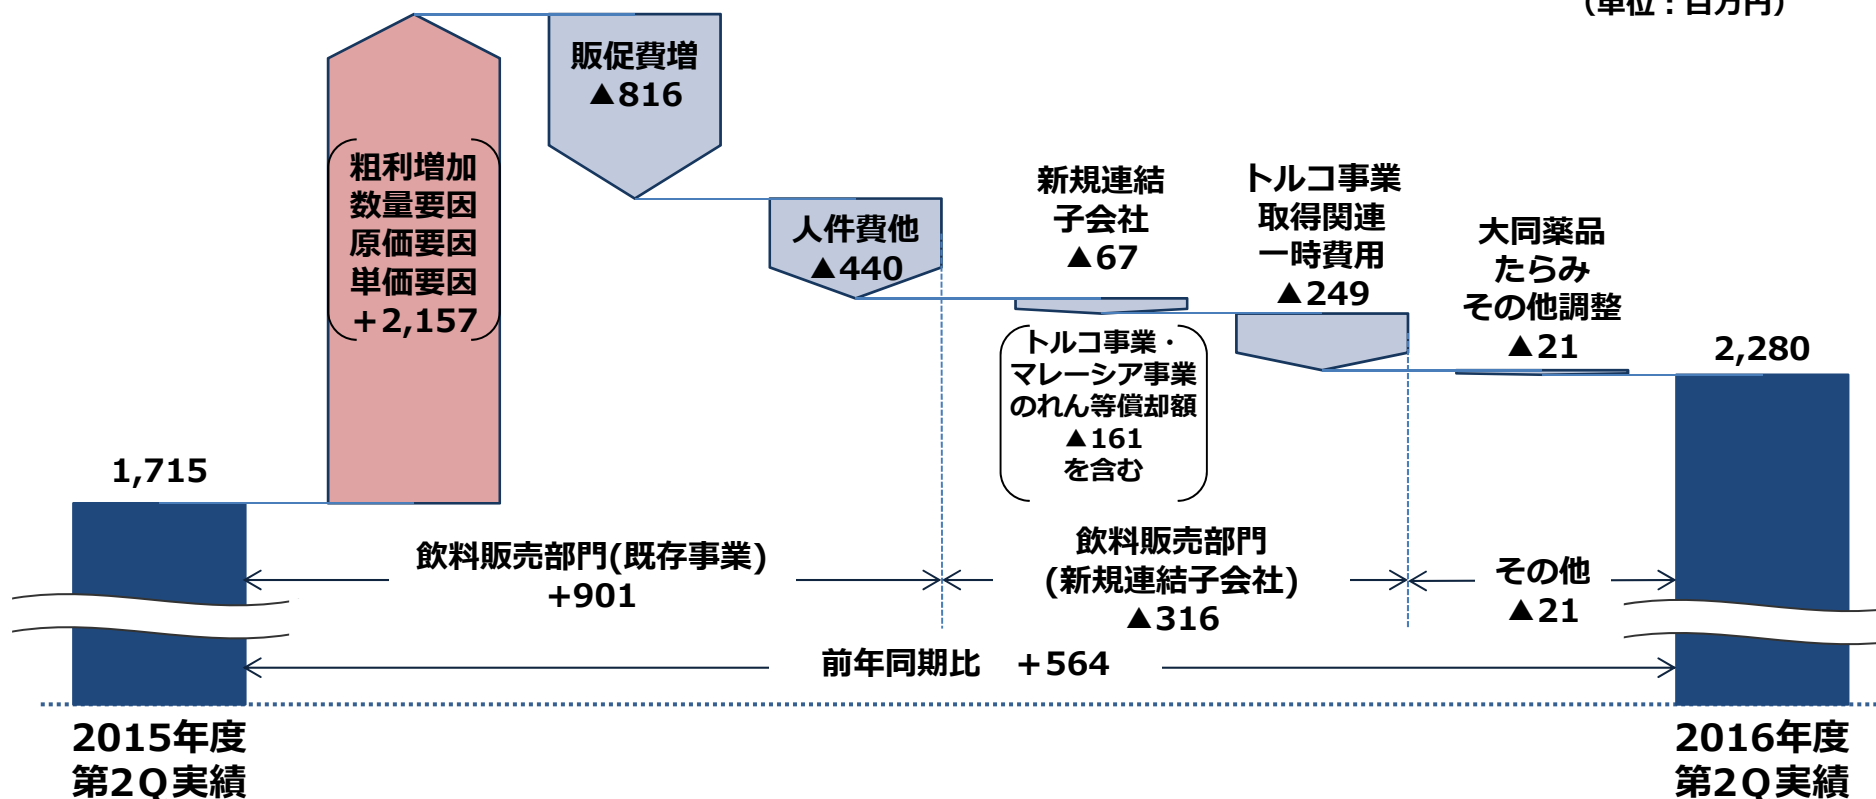 （単位：百万円）
販促費増
▲816
粗利増加
数量要因
原価要因
単価要因
＋2,157
人件費他
▲440
新規連結
子会社
▲67
トルコ事業・
マレーシア事業
のれん等償却額
▲161
を含む
トルコ事業
取得関連
一時費用
▲249
大同薬品
たらみ
その他調整
▲21
2,280
1,715
飲料販売部門(既存事業)
+901
飲料販売部門
(新規連結子会社)
▲316
その他
▲21
前年同期比　＋564
2015年度
第2Ｑ実績
2016年度
第2Ｑ実績